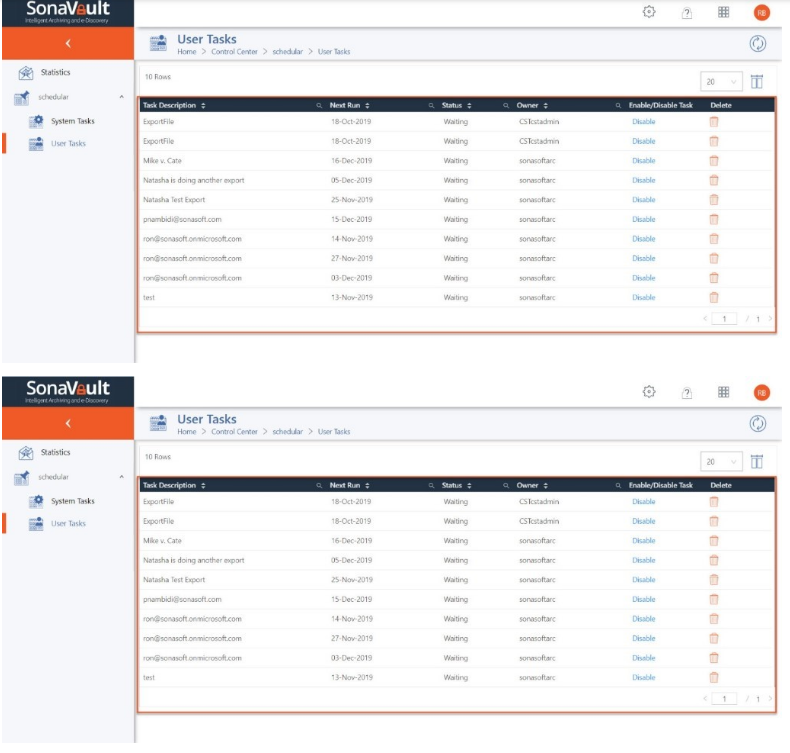 SonaVault
Intelligent Archiving and e-Discovery
RB
User Tasks
Home > Control Center > schedular > User Tasks
Statistics
schedular
System Tasks
User Tasks
10 Rows
20
Task Description Next Run Status Owner Enable/Disable Task Delete
ExportFile 18-Oct-2019 Waiting CSTcstadmin Disable
ExportFile 18-Oct-2019 Waiting CSTcstadmin Disable
Mike v. Cate 16-Dec-2019 Waiting sonasoftarc Disable
Natasha is doing another export 05-Dec-2019 Waiting sonasoftarc Disable
Natasha Test Export 25-Nov-2019 Waiting sonasoftarc Disable
pnambidi@sonasoft.com 15-Dec-2019 Waiting sonasoftarc Disable
ron@sonasoft.onmicrosoft.com 14-Nov-2019 Waiting sonasoftarc Disable
ron@sonasoft.onmicrosoft.com 27-Nov-2019 Waiting sonasoftarc Disable
ron@sonasoft.onmicrosoft.com 03-Dec-2019 Waiting sonasoftarc Disable
test 13-Nov-2019 Waiting sonasoftarc Disable
< 1 / 1 >
SonaVault
Intelligent Archiving and e-Discovery
RB
User Tasks
Home > Control Center > schedular > User Tasks
Statistics
schedular
System Tasks
User Tasks
10 Rows
20
Task Description Next Run Status Owner Enable/Disable Task Delete
ExportFile 18-Oct-2019 Waiting CSTcstadmin Disable
ExportFile 18-Oct-2019 Waiting CSTcstadmin Disable
Mike v. Cate 16-Dec-2019 Waiting sonasoftarc Disable
Natasha is doing another export 05-Dec-2019 Waiting sonasoftarc Disable
Natasha Test Export 25-Nov-2019 Waiting sonasoftarc Disable
pnambidi@sonasoft.com 15-Dec-2019 Waiting sonasoftarc Disable
ron@sonasoft.onmicrosoft.com 14-Nov-2019 Waiting sonasoftarc Disable
ron@sonasoft.onmicrosoft.com 27-Nov-2019 Waiting sonasoftarc Disable
ron@sonasoft.onmicrosoft.com 03-Dec-2019 Waiting sonasoftarc Disable
test 13-Nov-2019 Waiting sonasoftarc Disable
< 1 / 1 >